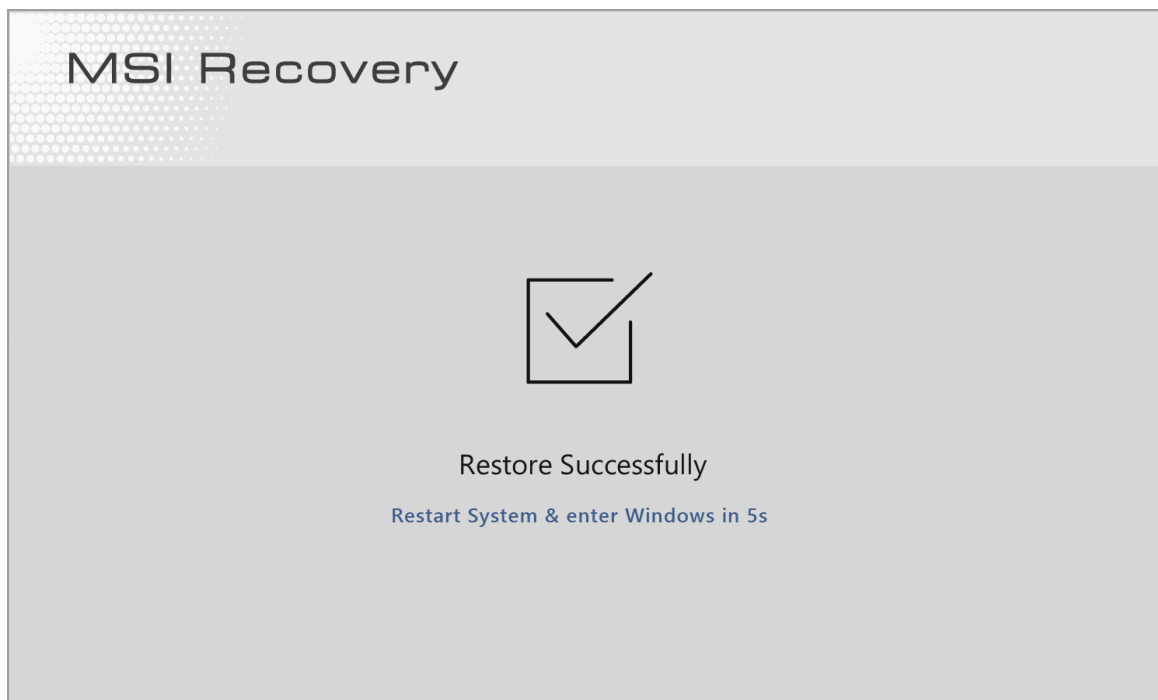 MSI Recovery
Restore Successfully
Restart System & enter Windows in 5s